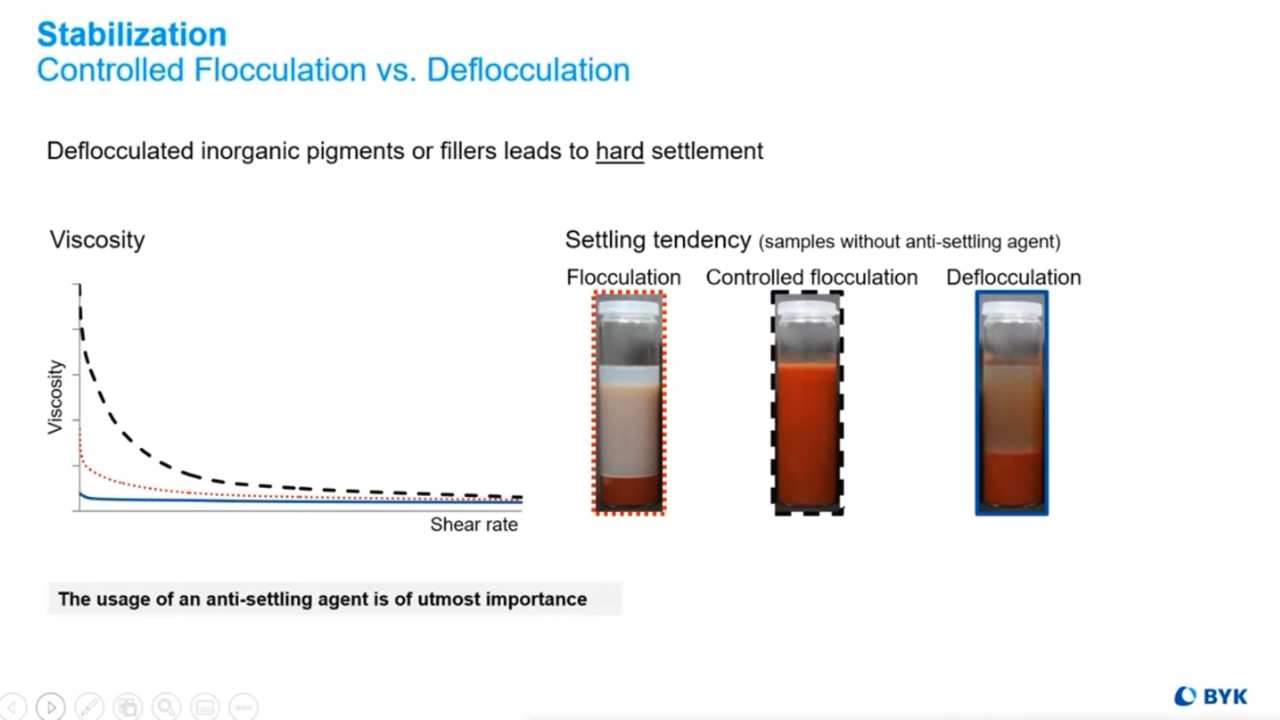 Stabilization
Controlled Flocculation vs. Deflocculation
Deflocculated inorganic pigments or fillers leads to hard settlement
Viscosity
Viscosity
Shear rate
Settling tendency (samples without anti-settling agent)
Flocculation Controlled flocculation Deflocculation
The usage of an anti-settling agent is of utmost importance
BYK